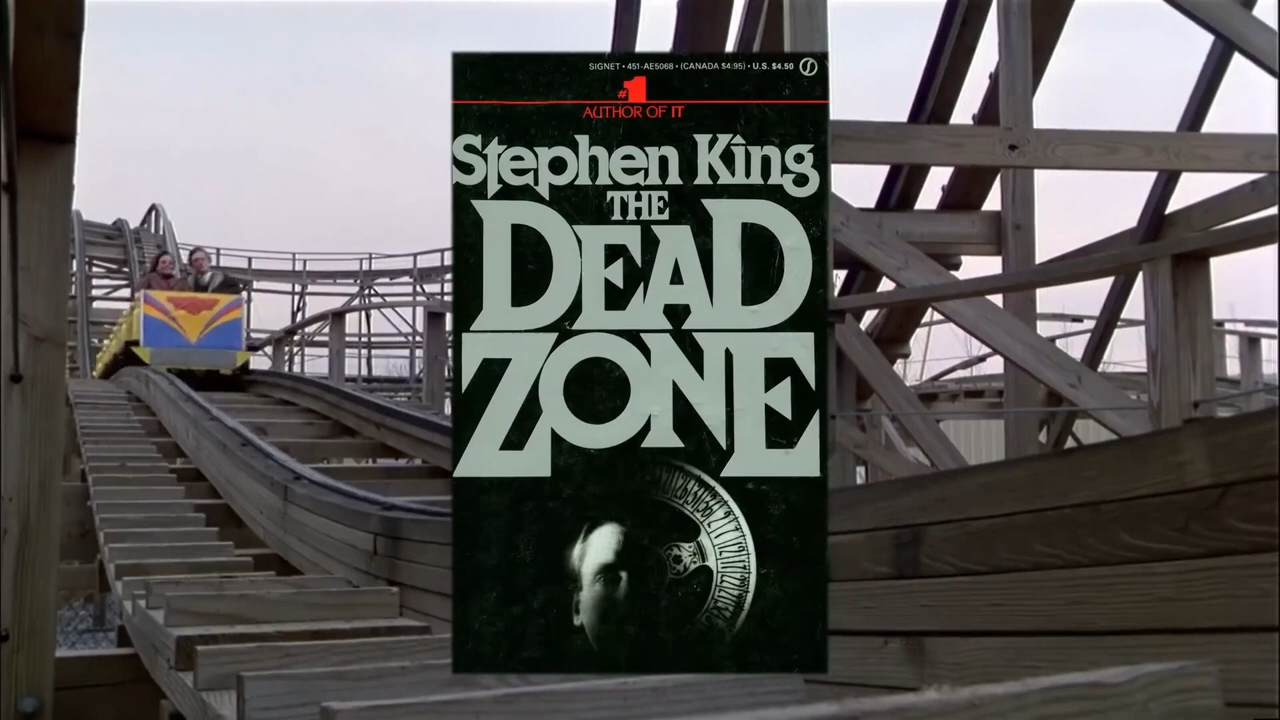 SIGNET • 451-AE5068 • (CANADA $4.95) • U.S. $4.50
#1
AUTHOR OF IT
Stephen King
THE
DEAD
ZONE